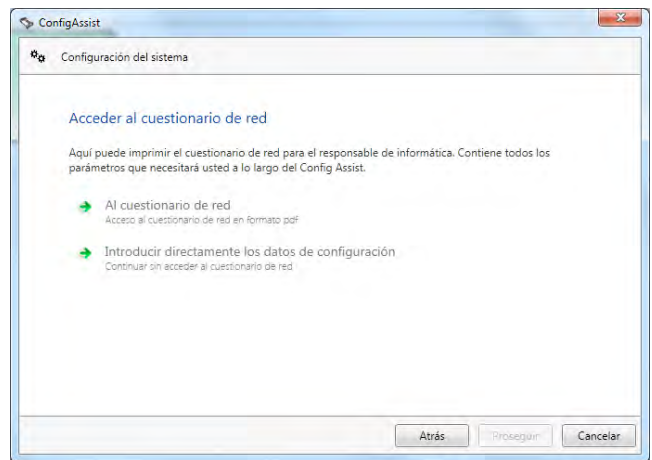 ConfigAssist
Configuración del sistema
Acceder al cuestionario de red
Aquí puede imprimir el cuestionario de red para el responsable de informática. Contiene todos los
parámetros que necesitará usted a lo largo del Config Assist.
Al cuestionario de red
Acceso al cuestionario de red en formato pdf
Introducir directamente los datos de configuración
Continuar sin acceder al cuestionario de red
Atrás
Proseguir
Cancelar